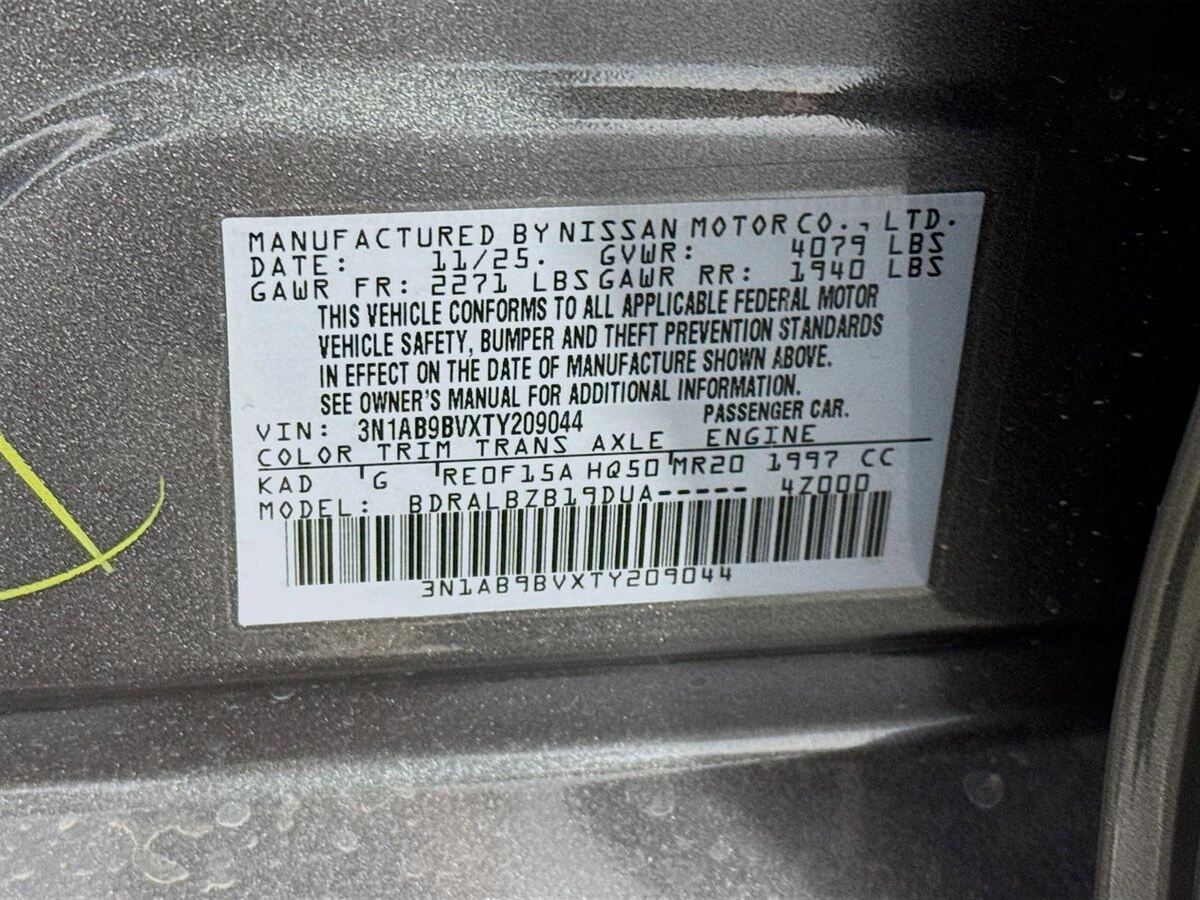 MANUFACTURED BY NISSAN MOTOR CO., LTD.
DATE: 11/25. GVWR: 4079 LBS
GAWR FR: 2271 LBS GAWR RR: 1940 LBS
THIS VEHICLE CONFORMS TO ALL APPLICABLE FEDERAL MOTOR
VEHICLE SAFETY, BUMPER AND THEFT PREVENTION STANDARDS
IN EFFECT ON THE DATE OF MANUFACTURE SHOWN ABOVE.
SEE OWNER'S MANUAL FOR ADDITIONAL INFORMATION.
VIN: 3N1AB9BVXTY209044 PASSENGER CAR.
COLOR TRIM TRANS AXLE ENGINE
KAD G RE0F15A HQ50 MR20 1997 CC
MODEL: BDRALBZB19DUA----- 4Z000
3N1AB9BVXTY209044